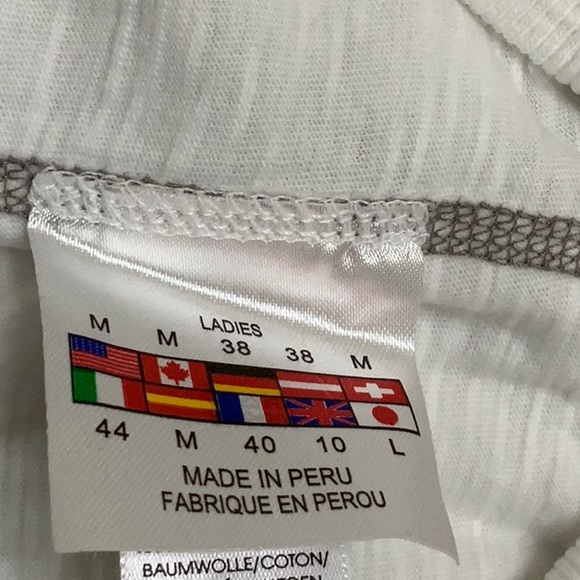 LADIES
M M 38 38 M
44 M 40 10 L
MADE IN PERU
FABRIQUE EN PEROU
BAUMWOLLE/COTON/